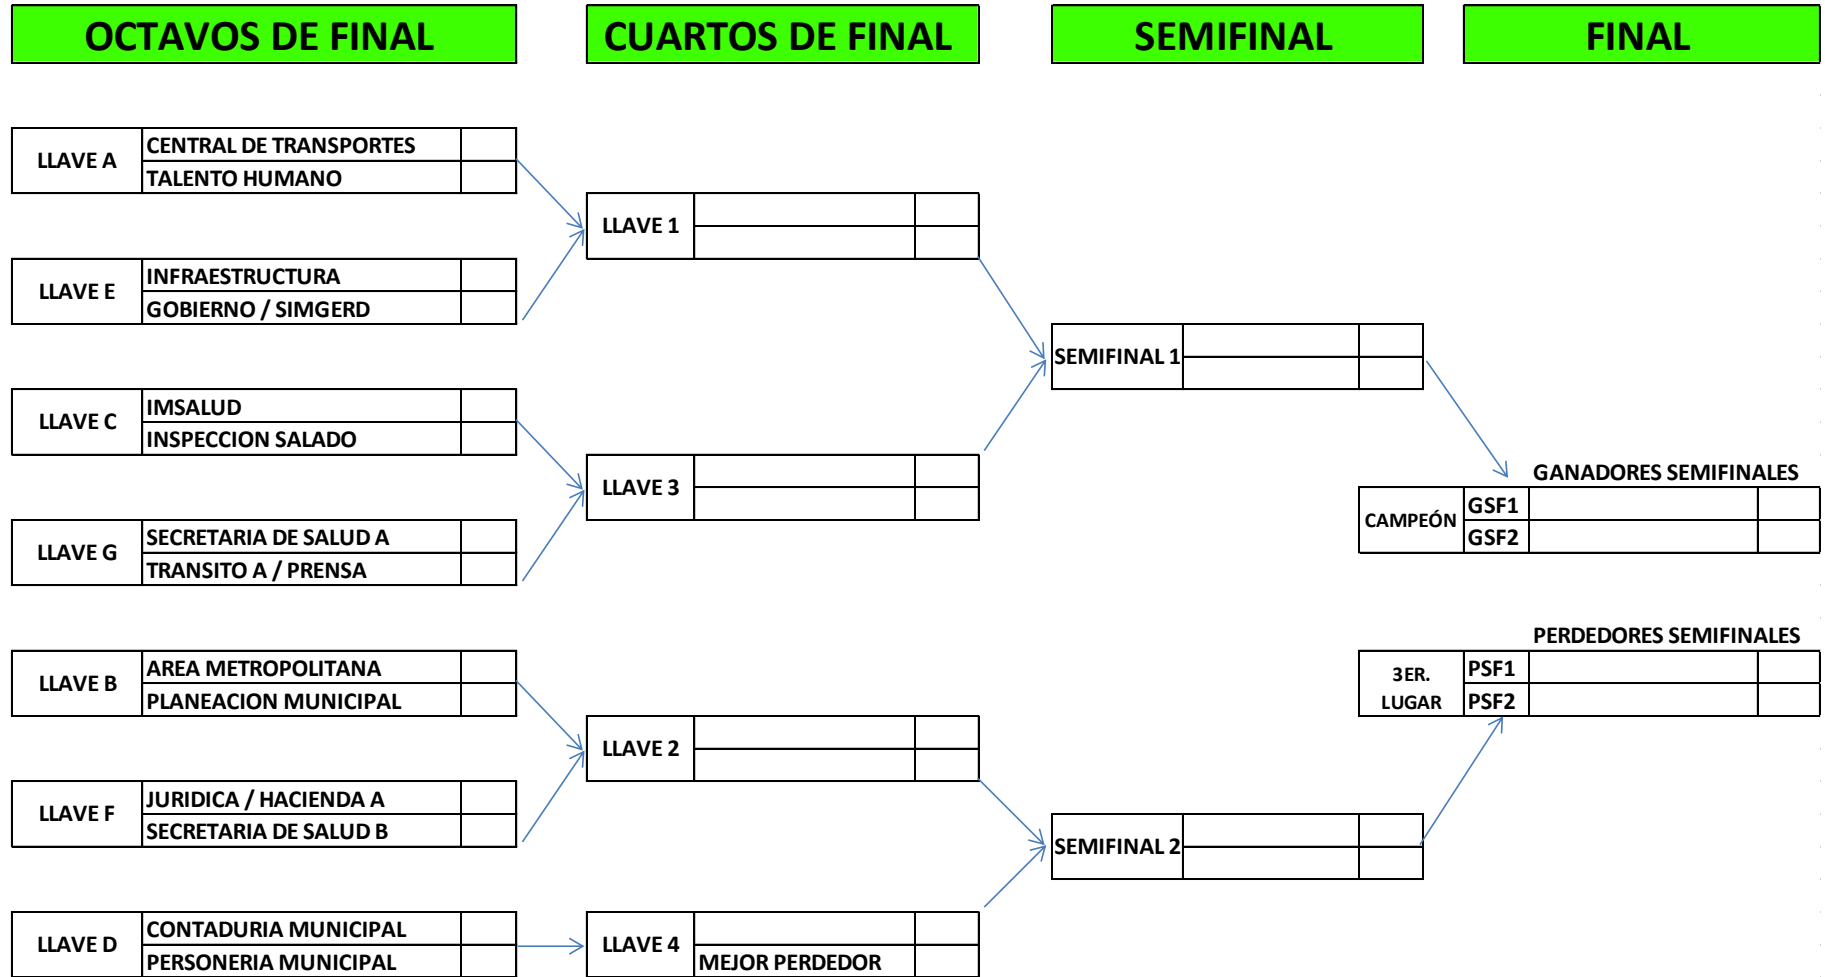 OCTAVOS DE FINAL
CUARTOS DE FINAL
SEMIFINAL
FINAL
LLAVE A
CENTRAL DE TRANSPORTES
TALENTO HUMANO
LLAVE E
INFRAESTRUCTURA
GOBIERNO / SIMGERD
LLAVE C
IMSALUD
INSPECCION SALADO
LLAVE G
SECRETARIA DE SALUD A
TRANSITO A / PRENSA
LLAVE B
AREA METROPOLITANA
PLANEACION MUNICIPAL
LLAVE F
JURIDICA / HACIENDA A
SECRETARIA DE SALUD B
LLAVE D
CONTADURIA MUNICIPAL
PERSONERIA MUNICIPAL
LLAVE 1
LLAVE 3
LLAVE 2
LLAVE 4
MEJOR PERDEDOR
SEMIFINAL 1
SEMIFINAL 2
GANADORES SEMIFINALES
CAMPEÓN
GSF1
GSF2
PERDEDORES SEMIFINALES
3ER.
LUGAR
PSF1
PSF2